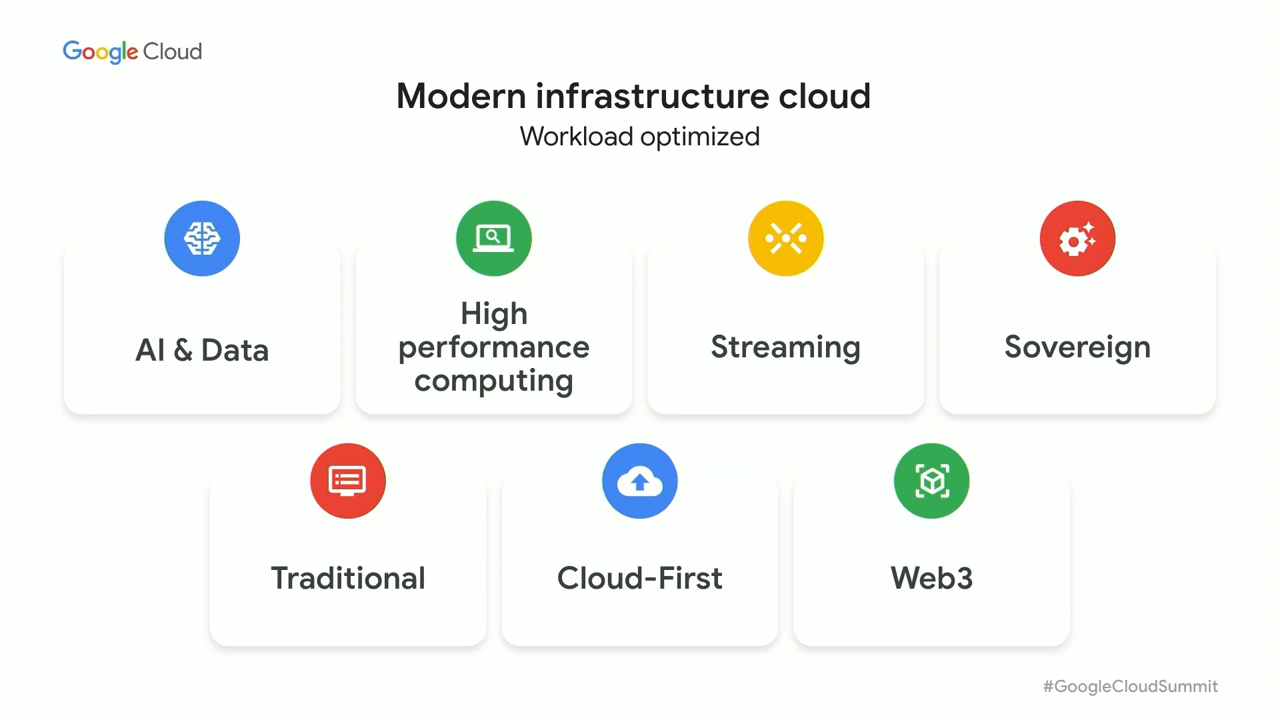 Google Cloud
Modern infrastructure cloud
Workload optimized
AI & Data
High
performance
computing
Streaming
Sovereign
Traditional
Cloud-First
Web3
#GoogleCloudSummit